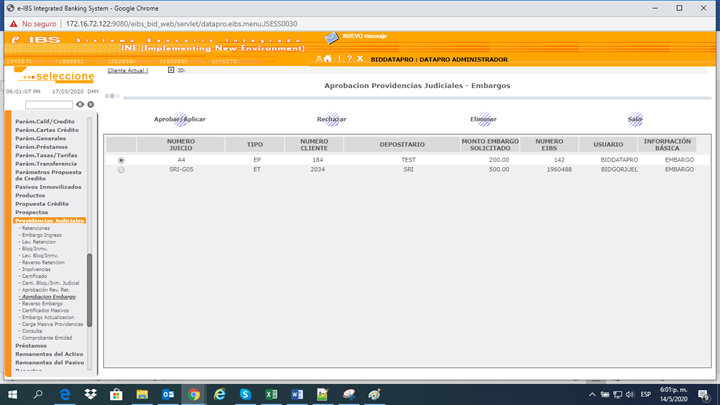 e-IBS Integrated Banking System - Google Chrome
No seguro | 172.16.72.122:9080/eibs_bid_web/servlet/datapro.eibs.menu.JSESS0030
e IBS Sistema Bancario Integrado
INE (Implementing New Environment)
NUEVO mensaje
BIDDATAPRO : DATAPRO ADMINISTRADOR
...seleccione
Cliente Actual | ID:
06:01:07 PM 17/03/2020 DMY
Aprobacion Providencias Judiciales - Embargos
Aprobar/Aplicar Rechazar Eliminar Salir
NUMERO JUICIO TIPO NUMERO CLIENTE DEPOSITARIO MONTO EMBARGO SOLICITADO NUMERO EIBS USUARIO INFORMACIÓN BÁSICA
A4 EP 184 TEST 200.00 142 BIDDATAPRO EMBARGO
SRI-G05 ET 2034 SRI 500.00 1960488 BIDGORJUEL EMBARGO
Parám.Calif/Credito
Parám.Cartas Crédito
Parám.Generales
Parám.Préstamos
Parám.Tasas/Tarifas
Parám.Transferencia
Parámetros Propuesta
de Credito
Pasivos Inmovilizados
Productos
Propuesta Crédito
Prospectos
Providencias Judiciales
- Retenciones
- Embargo Ingreso
- Lev. Retencion
- Bloq/Inmv.
- Lev. Bloq/Inmv.
- Reverso Retencion
- Insolvencias
- Certificado
- Certi. Bloq./Inm. Judicial
- Aprobación Rev. Ret.
- Aprobacion Embargo
- Reverso Embargo
- Certificados Masivos
- Embargo Actualizacion
- Carga Masiva Providencias
- Consulta
- Comprobante Entidad
Préstamos
Remanentes del Activo
Remanentes del Pasivo
ESP
6:01p. m.
14/5/2020